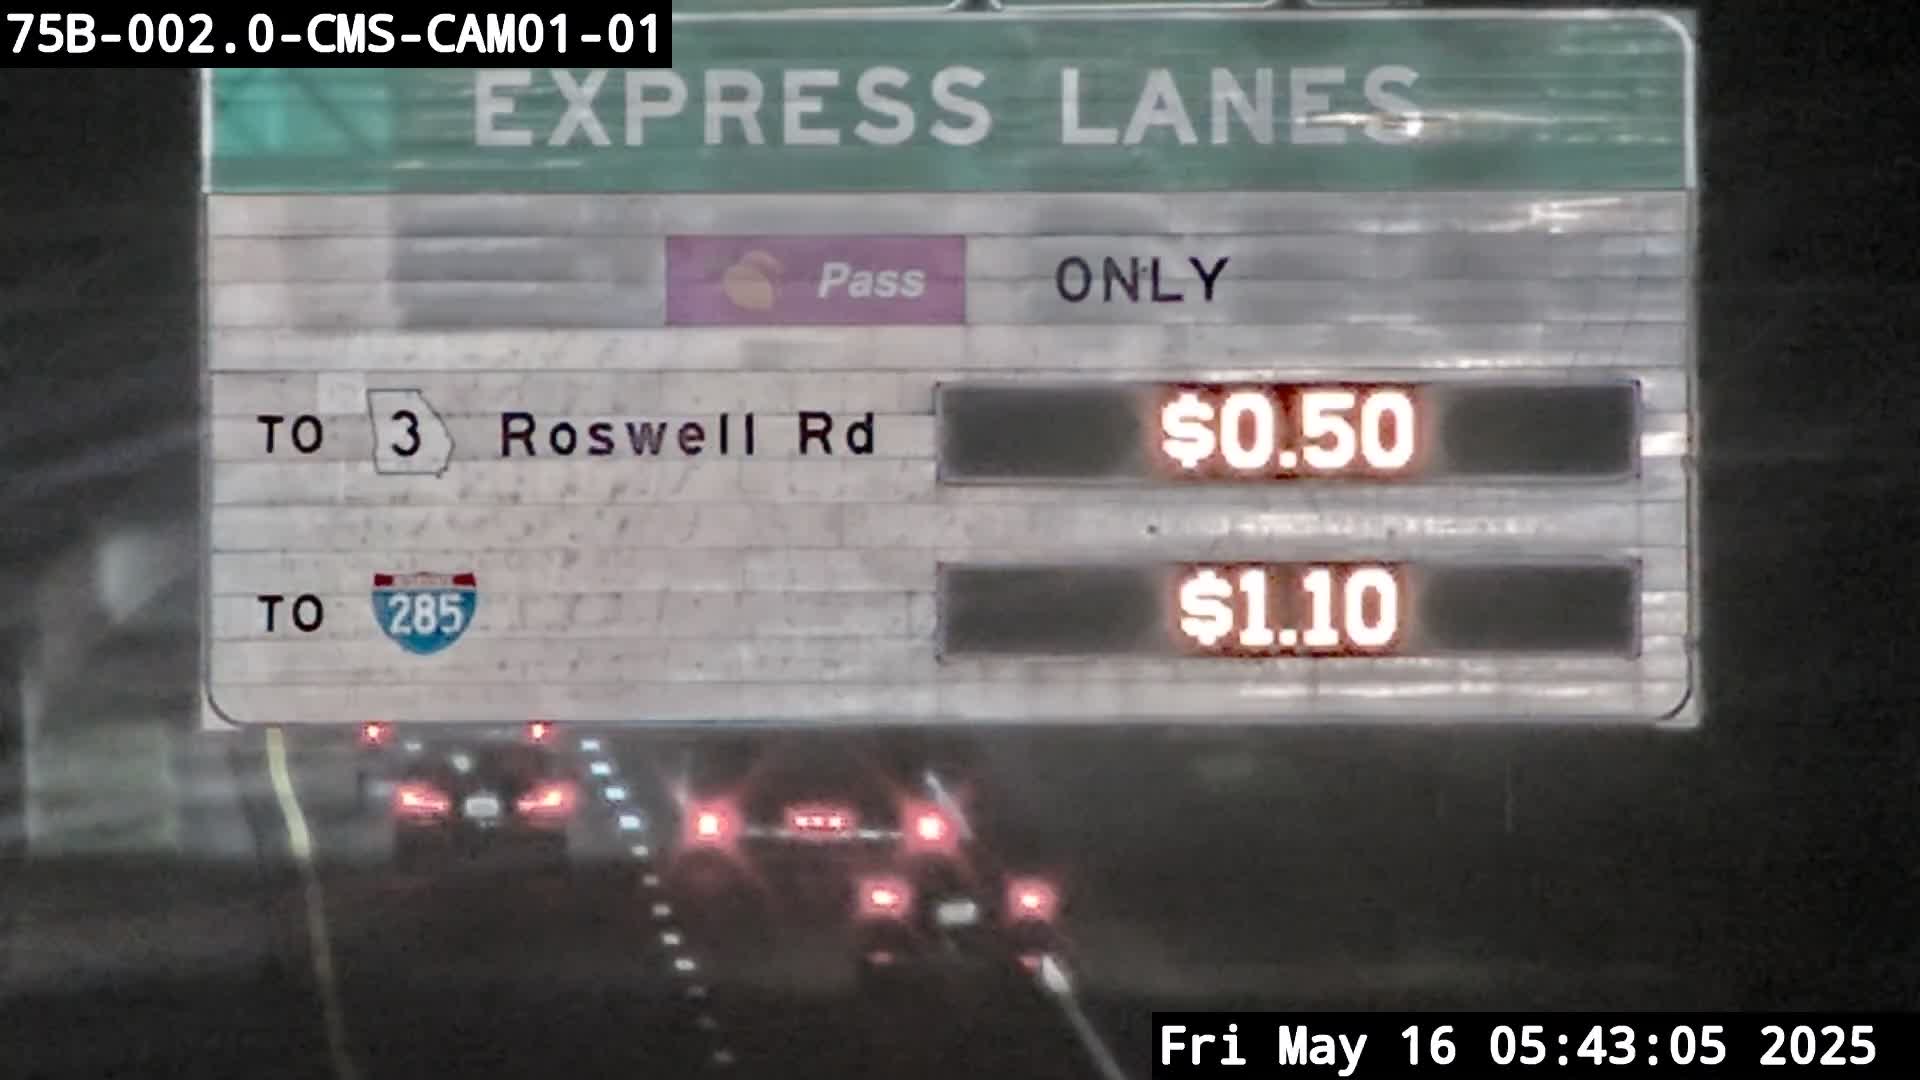 75B-002.0-CMS-CAM01-01
EXPRESS LANES
Pass ONLY
TO 3 Roswell Rd $0.50
TO 285 $1.10
Fri May 16 05:43:05 2025